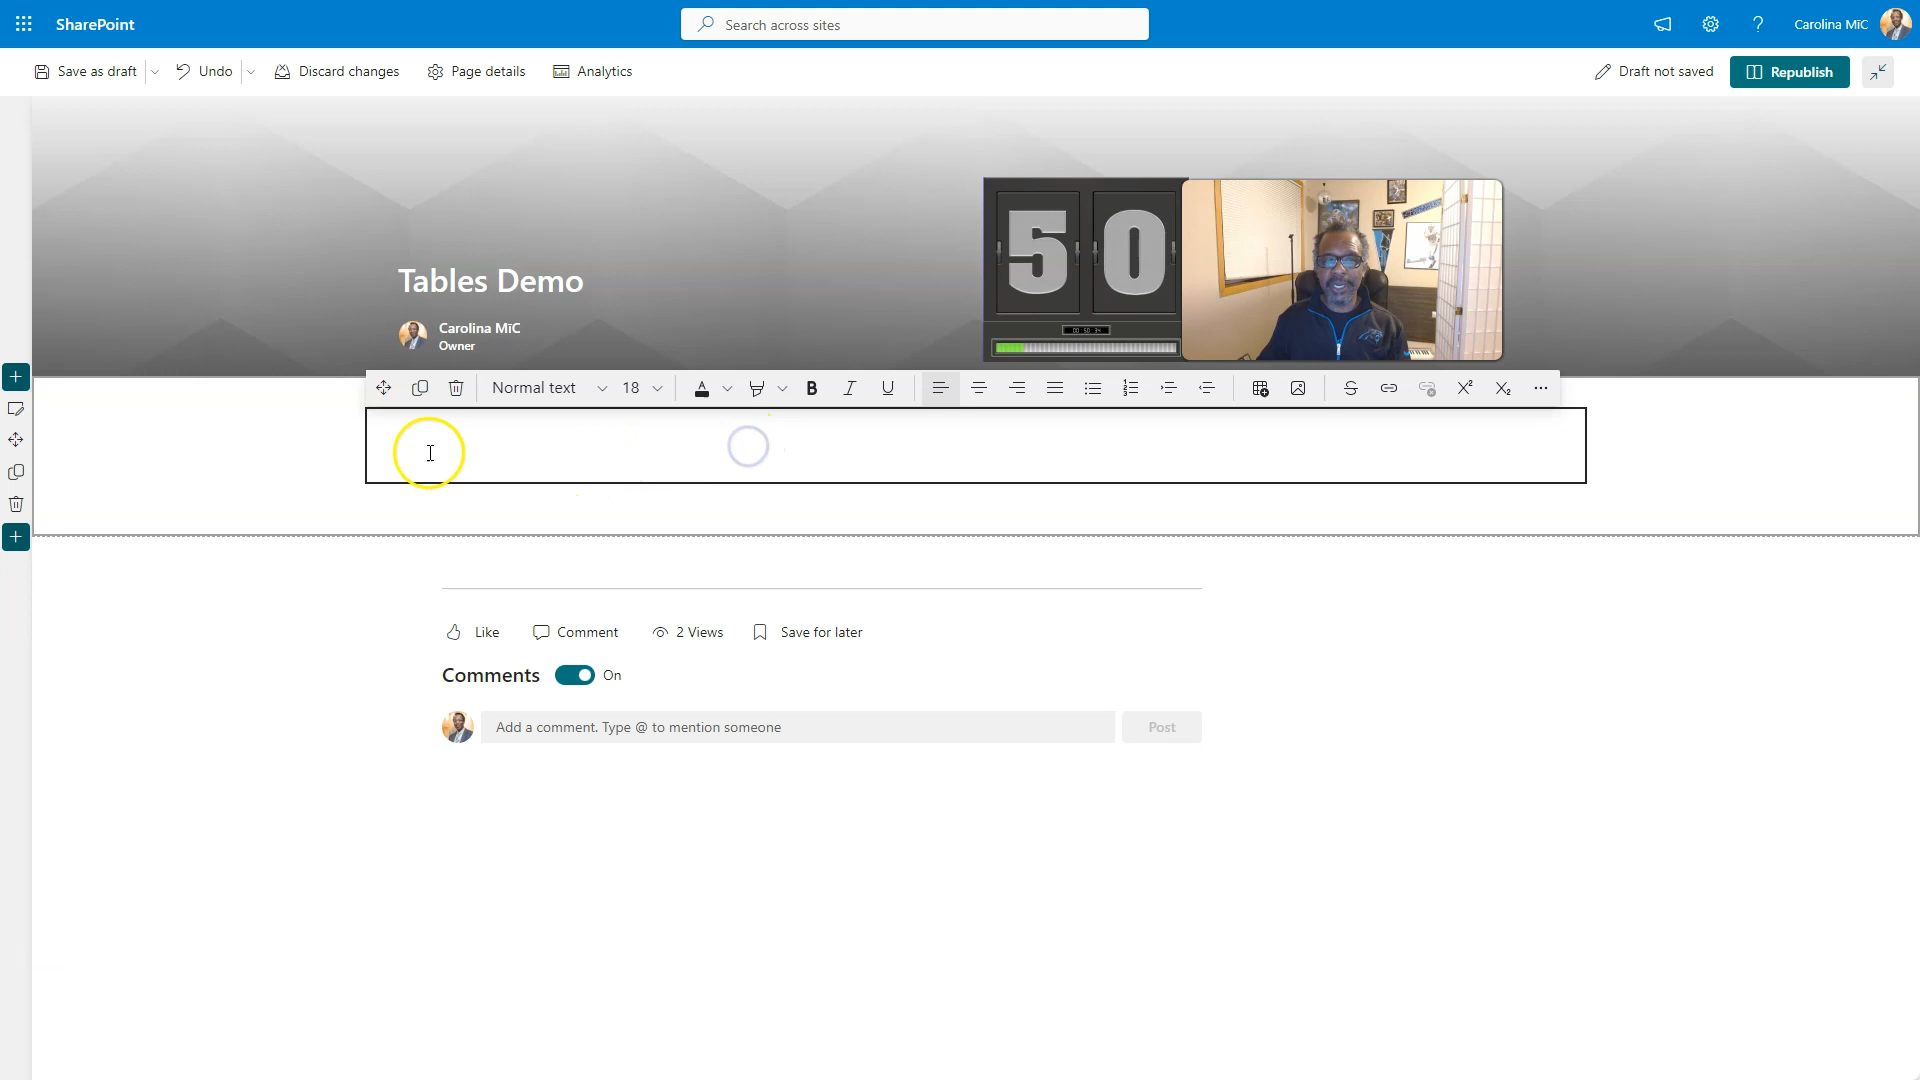 SharePoint
Search across sites
Carolina MiC
Save as draft
Undo
Discard changes
Page details
Analytics
Draft not saved
Republish
50
Tables Demo
Carolina MiC
Owner
Normal text
18
Like
Comment
2 Views
Save for later
Comments
On
Add a comment. Type @ to mention someone
Post